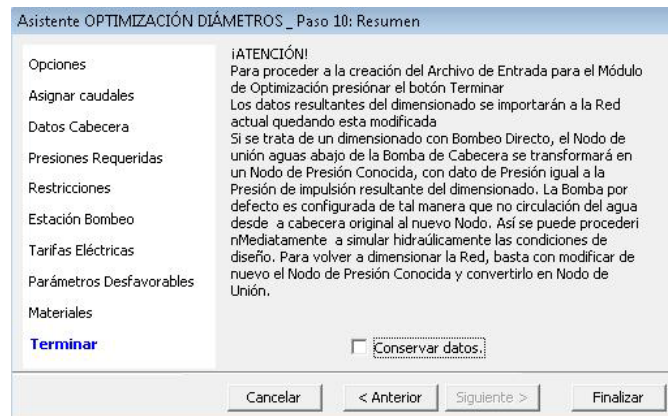 Asistente OPTIMIZACIÓN DIÁMETROS _ Paso 10: Resumen
Opciones
Asignar caudales
Datos Cabecera
Presiones Requeridas
Restricciones
Estación Bombeo
Tarifas Eléctricas
Parámetros Desfavorables
Materiales
Terminar
¡ATENCIÓN!
Para proceder a la creación del Archivo de Entrada para el Módulo
de Optimización presiónar el botón Terminar
Los datos resultantes del dimensionado se importarán a la Red
actual quedando esta modificada
Si se trata de un dimensionado con Bombeo Directo, el Nodo de
unión aguas abajo de la Bomba de Cabecera se transformará en
un Nodo de Presión Conocida, con dato de Presión igual a la
Presión de impulsión resultante del dimensionado. La Bomba por
defecto es configurada de tal manera que no circulación del agua
desde a cabecera original al nuevo Nodo. Así se puede procederi
nMediatamente a simular hidraúlicamente las condiciones de
diseño. Para volver a dimensionar la Red, basta con modificar de
nuevo el Nodo de Presión Conocida y convertirlo en Nodo de
Unión.
Conservar datos.
Cancelar
< Anterior
Siguiente >
Finalizar